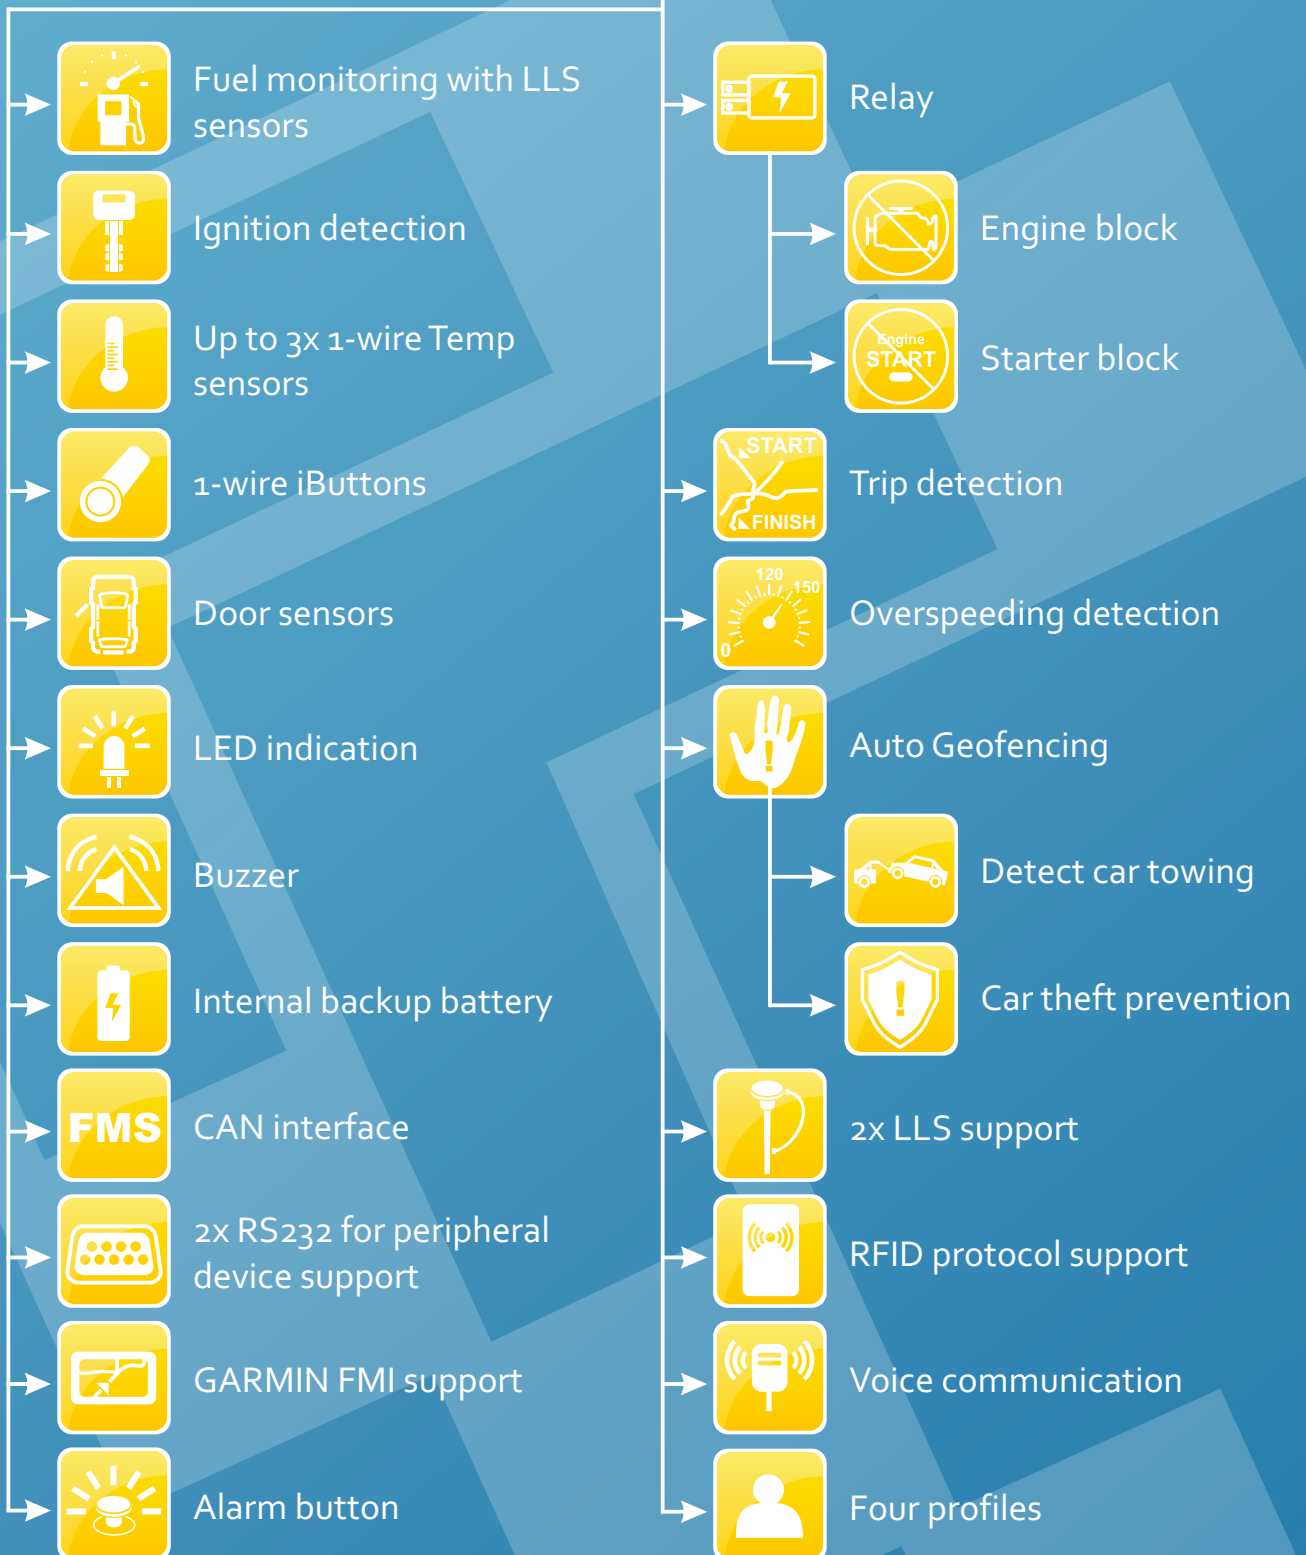 Fuel monitoring with LLS
sensors
Ignition detection
Up to 3x 1-wire Temp
sensors
1-wire iButtons
Door sensors
LED indication
Buzzer
Internal backup battery
FMS
CAN interface
2x RS232 for peripheral
device support
GARMIN FMI support
Alarm button
Relay
Engine block
Engine
START
Starter block
START
FINISH
Trip detection
120
150
0
Overspeeding detection
!
Auto Geofencing
Detect car towing
!
Car theft prevention
2x LLS support
RFID protocol support
Voice communication
Four profiles